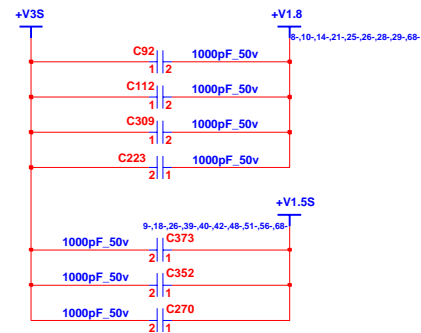 +V3S +V1.8
8-,10-,14-,21-,25-,26-,28-,29-,68-
C92 1000pF_50v
1 2
C112 1000pF_50v
1 2
C309 1000pF_50v
1 2
C223 1000pF_50v
2 1
+V1.5S
9-,18-,26-,39-,40-,42-,48-,51-,56-,68-
1000pF_50v C373
2 1
1000pF_50v C352
2 1
1000pF_50v C270
2 1